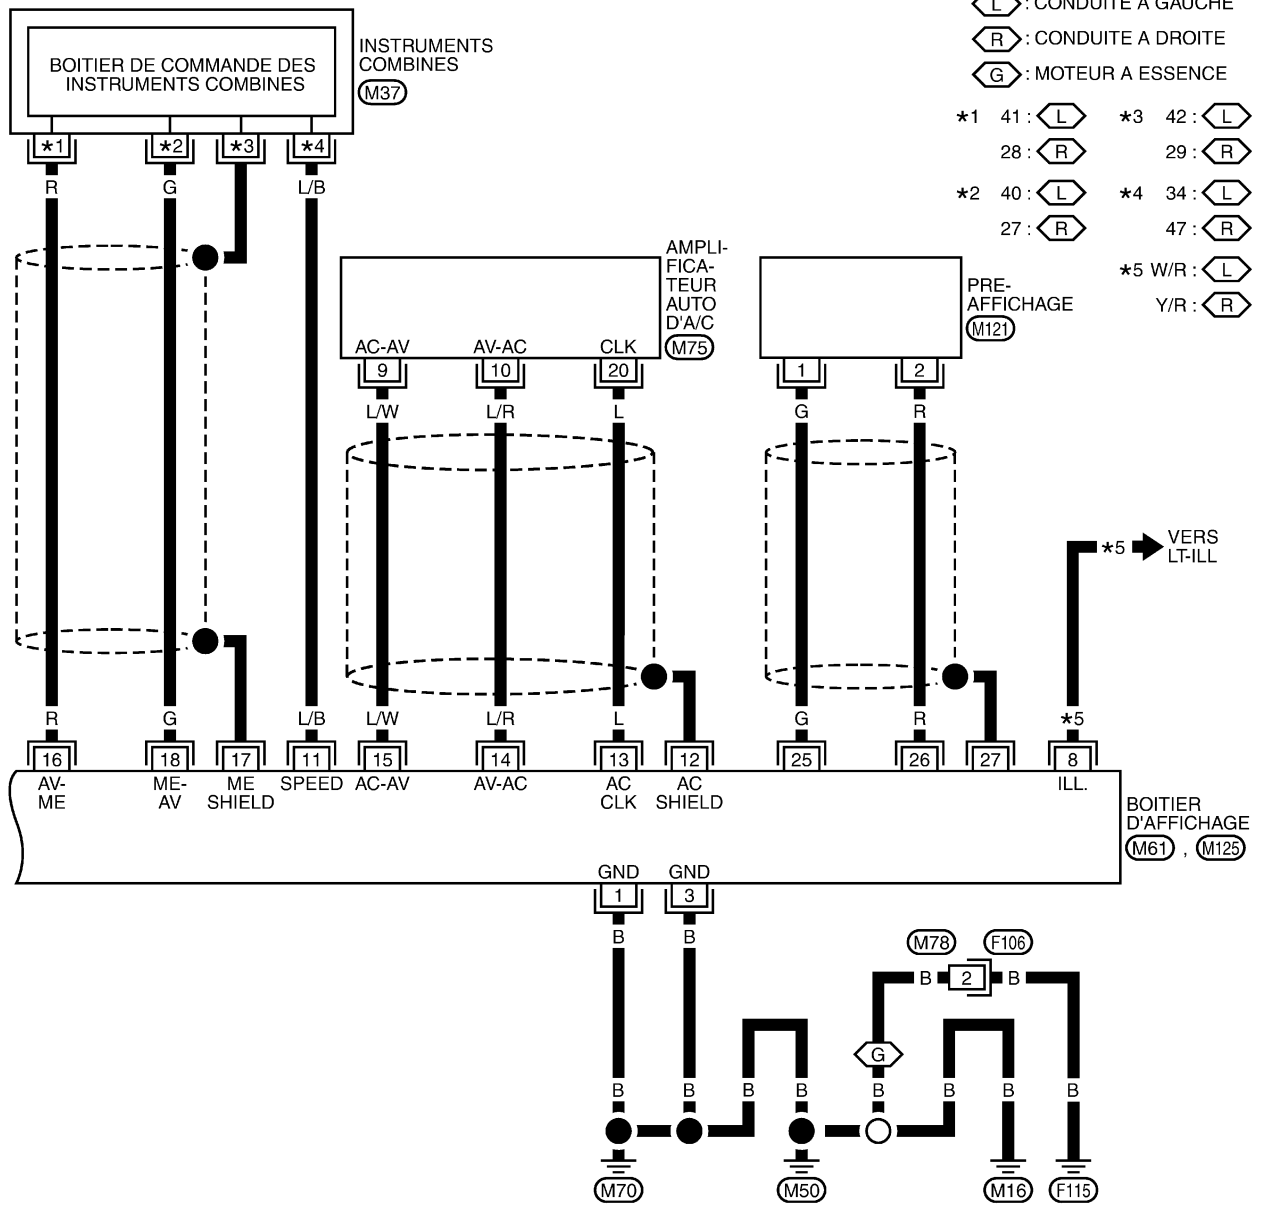 L : CONDUITE A GAUCHE
R : CONDUITE A DROITE
G : MOTEUR A ESSENCE
*1 41 : L *3 42 : L
28 : R 29 : R
*2 40 : L *4 34 : L
27 : R 47 : R
*5 W/R : L
Y/R : R
BOITIER DE COMMANDE DES
INSTRUMENTS COMBINES
INSTRUMENTS
COMBINES
M37
*1 *2 *3 *4
R G L/B
AMPLI-
FICA-
TEUR
AUTO
D'A/C
M75
AC-AV AV-AC CLK
9 10 20
L/W L/R L
PRE-
AFFICHAGE
M121
1 2
G R
*5 VERS
LT-ILL
R G L/B L/W L/R L G R *5
16 18 17 11 15 14 13 12 25 26 27 8
AV-
ME
ME-
AV
ME
SHIELD
SPEED
AC-AV
AV-AC
AC
CLK
AC
SHIELD
ILL.
BOITIER
D'AFFICHAGE
M61 , M125
GND GND
1 3
B B
M78 F106
B 2 B
G
B B B B B B B
M70 M50 M16 F115